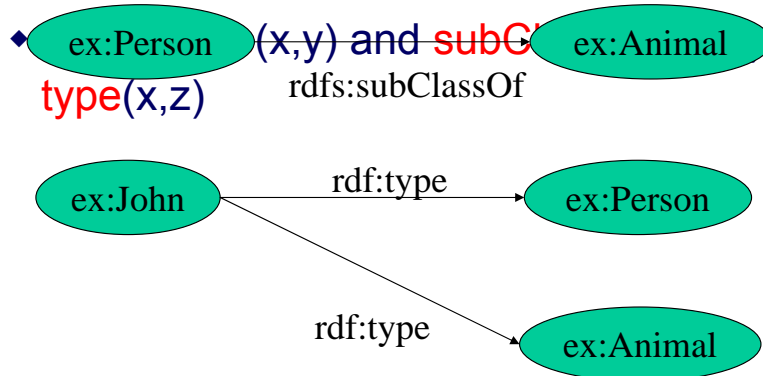 ex:Person (x,y) and subCl ex:Animal
type(x,z) rdfs:subClassOf
ex:John rdf:type ex:Person
rdf:type ex:Animal